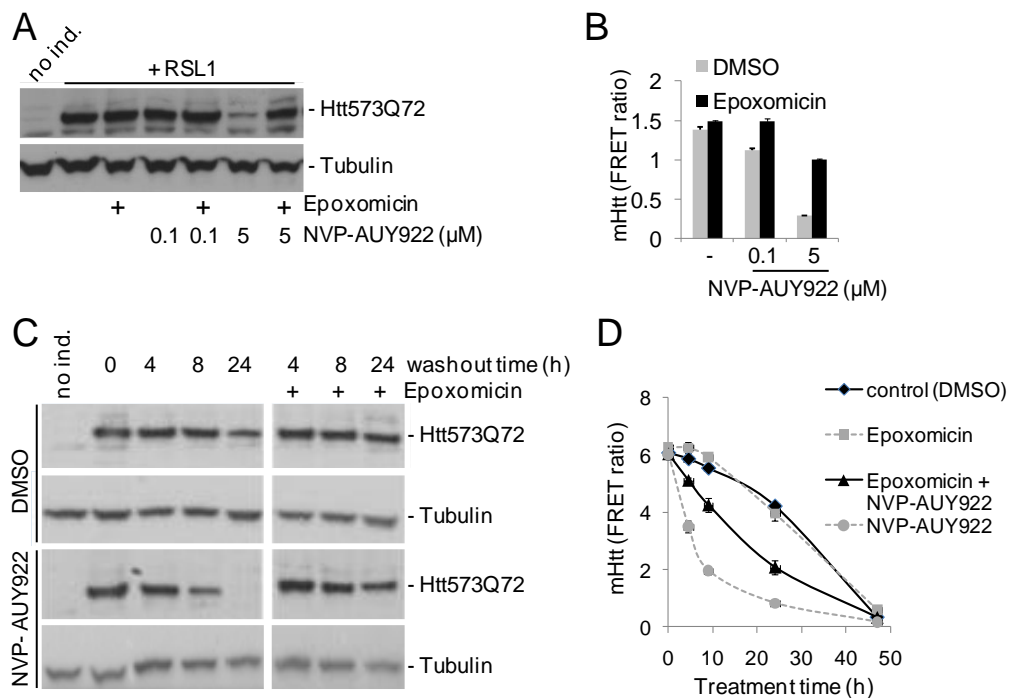 A
no ind.
+ RSL1
- Htt573Q72
- Tubulin
+ + + Epoxomicin
0.1 0.1 5 5 NVP-AUY922 (µM)
B
DMSO
Epoxomicin
mHtt (FRET ratio)
2
1.5
1
0.5
0
- 0.1 5
NVP-AUY922 (µM)
C
no ind.
0 4 8 24 4 8 24 washout time (h)
+ + + Epoxomicin
DMSO
- Htt573Q72
- Tubulin
NVP- AUY922
- Htt573Q72
- Tubulin
D
control (DMSO)
Epoxomicin
Epoxomicin +
NVP-AUY922
NVP-AUY922
mHtt (FRET ratio)
8
6
4
2
0
0 10 20 30 40 50
Treatment time (h)